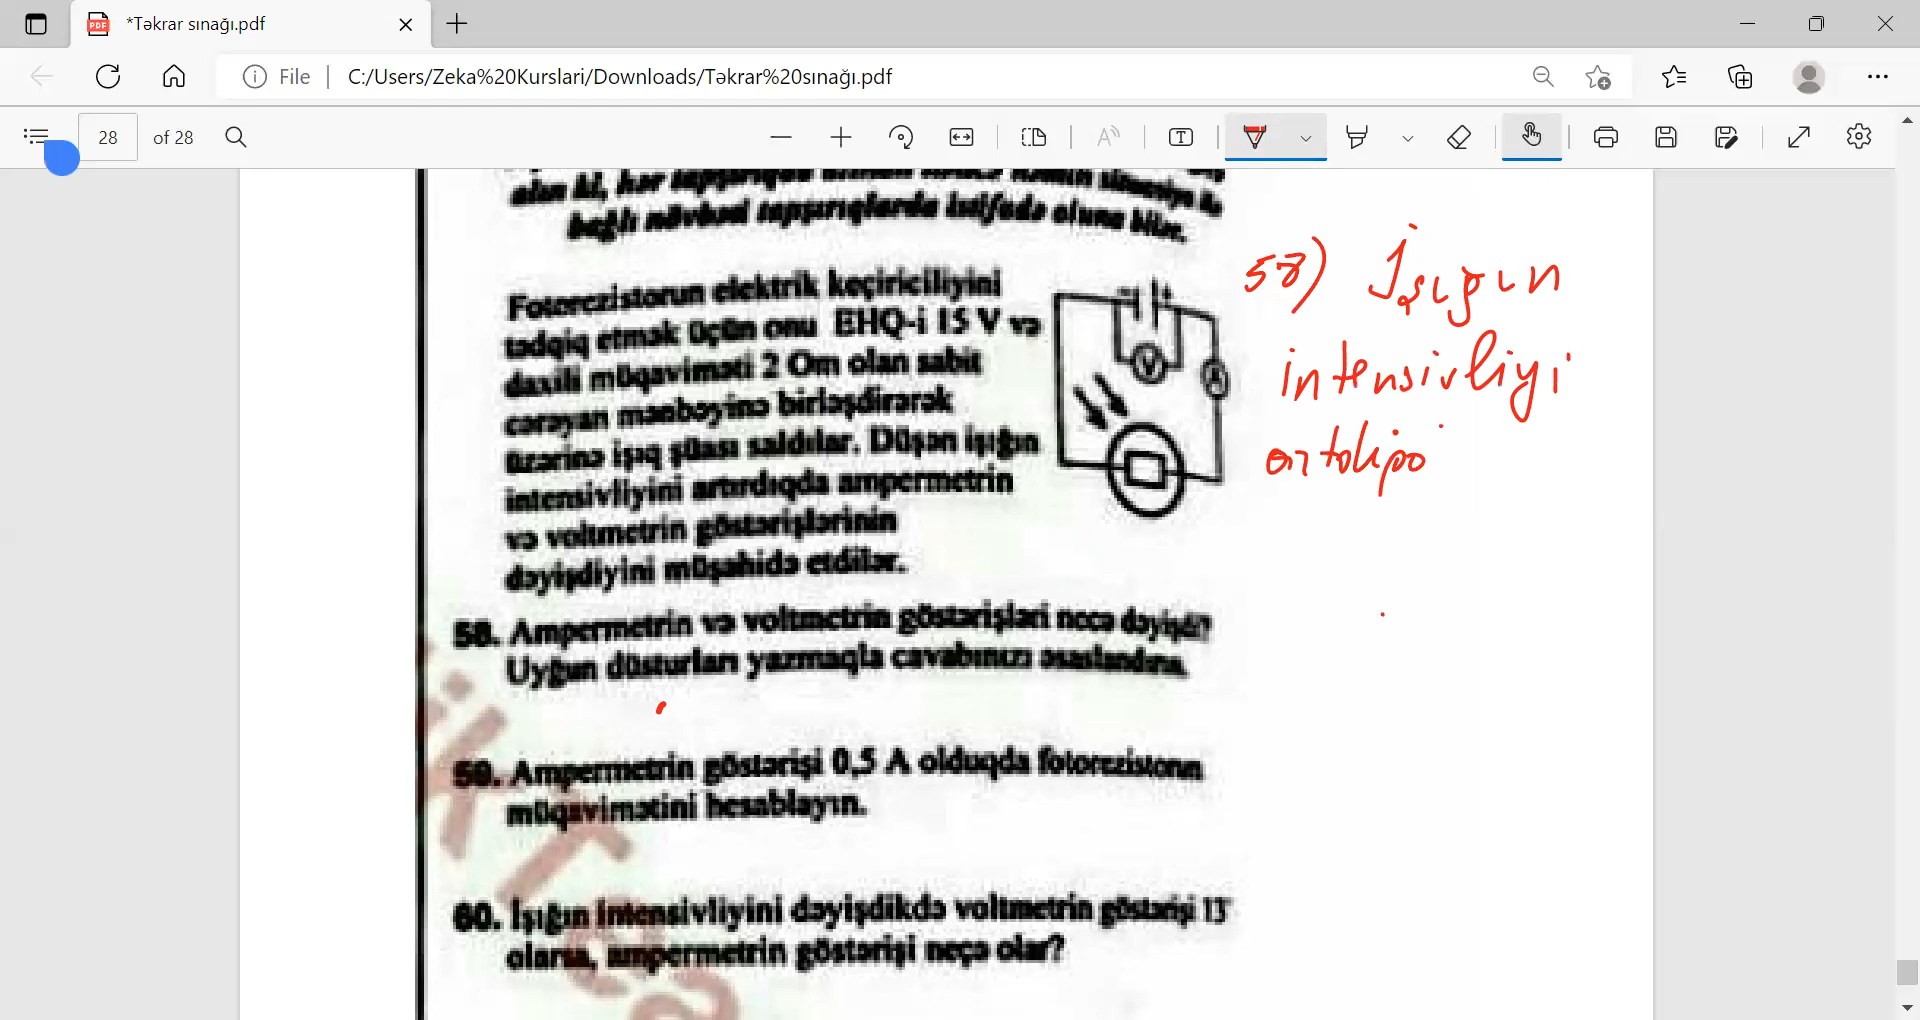 *Təkrar sınağı.pdf
File
C:/Users/Zeka%20Kurslari/Downloads/Təkrar%20sınağı.pdf
28 of 28
bağlı növbəd tapşırıqlarda istifadə oluna bilər.
Fotorezistorun elektrik keçiriciliyini
tədqiq etmək üçün onu EHQ-i 15 V və
daxili müqaviməti 2 Om olan sabit
cərəyan mənbəyinə birləşdirərək
üzərinə işıq şüası saldılar. Düşən işığın
intensivliyini artırdıqda ampermetrin
və voltmetrin göstərişlərinin
dəyişdiyini müşahidə etdilər.
V
A
58. Ampermetrin və voltmetrin göstərişləri necə dəyişdi?
Uyğun düsturları yazmaqla cavabınızı əsaslandırın.
59. Ampermetrin göstərişi 0,5 A olduqda fotorezistorun
müqavimətini hesablayın.
60. İşığın intensivliyini dəyişdikdə voltmetrin göstərişi 13
olarsa, ampermetrin göstərişi neçə olar?
58) İşığın
intensivliyi